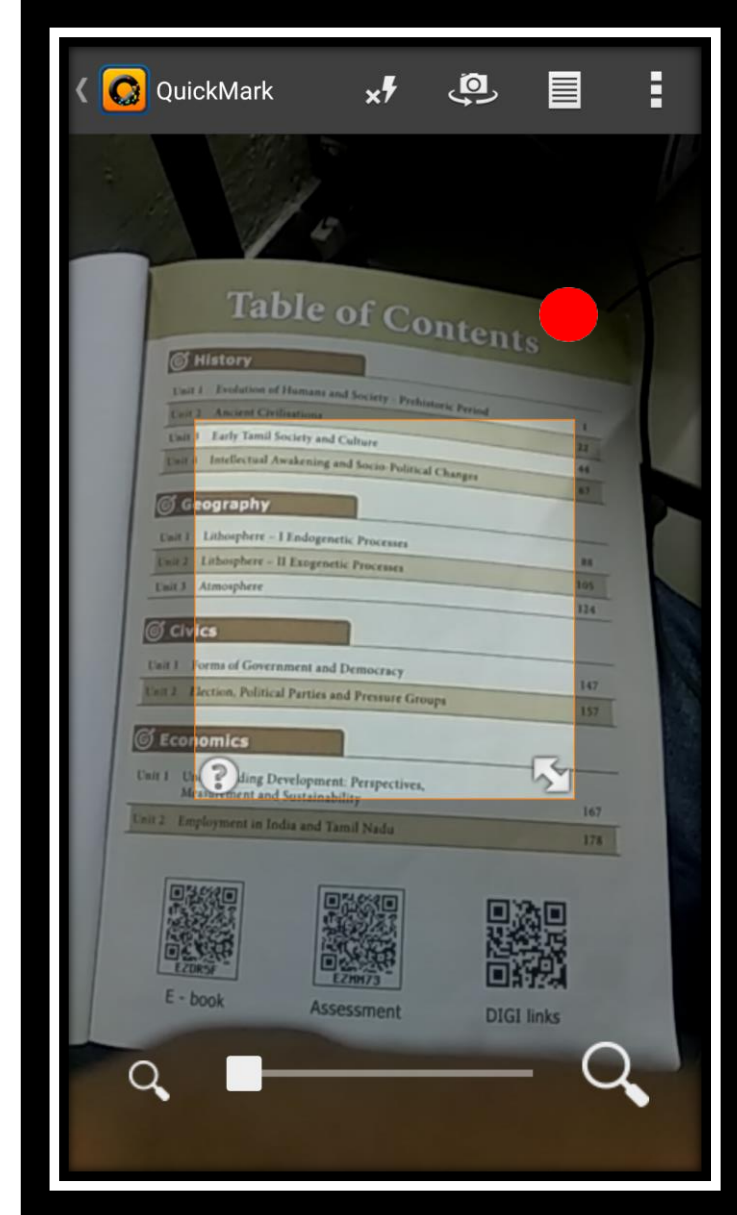 QuickMark
Table of Contents
History
Unit 1 Evolution of Humans and Society - Prehistoric Period 1
Unit 2 Ancient Civilisations 22
Unit 3 Early Tamil Society and Culture 44
Unit 4 Intellectual Awakening and Socio-Political Changes 67
Geography
Unit 1 Lithosphere – I Endogenetic Processes 88
Unit 2 Lithosphere – II Exogenetic Processes 105
Unit 3 Atmosphere 124
Civics
Unit 1 Forms of Government and Democracy 147
Unit 2 Election, Political Parties and Pressure Groups 157
Economics
Unit 1 Development: Perspectives,
Measurement and Sustainability 167
Unit 2 Employment in India and Tamil Nadu 178
EZDR5F
EZMM73
E - book
Assessment
DIGI links